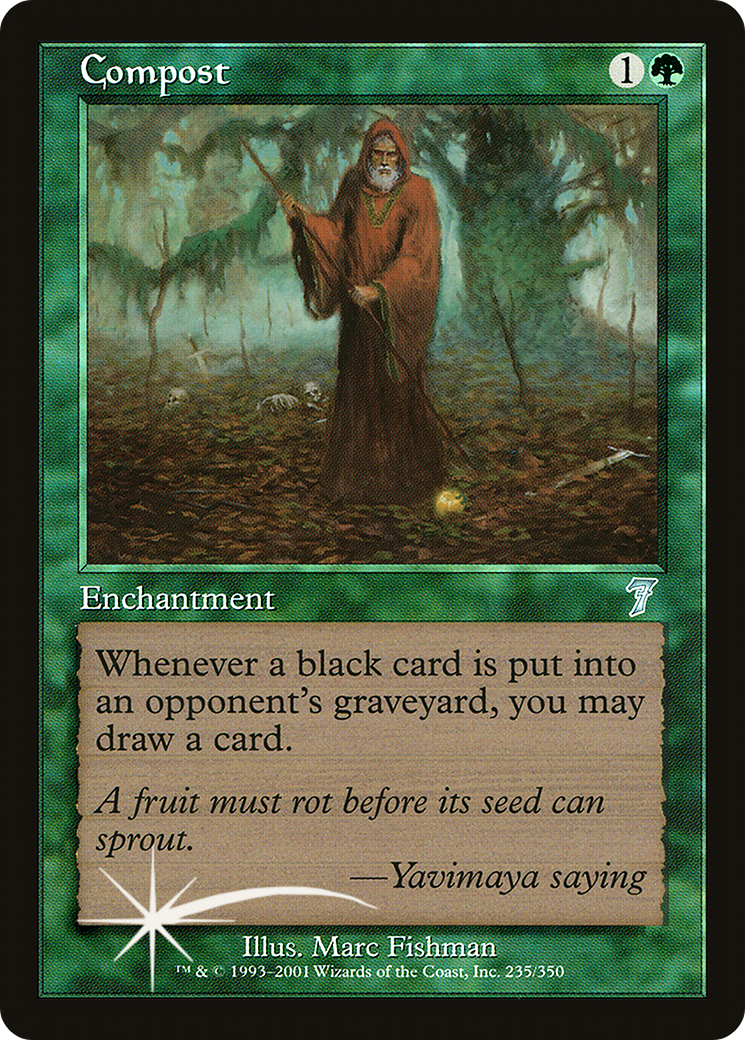 Compost 1
Enchantment 7
Whenever a black card is put into
an opponent's graveyard, you may
draw a card.
A fruit must rot before its seed can
sprout.
—Yavimaya saying
Illus. Marc Fishman
™ & © 1993–2001 Wizards of the Coast, Inc. 235/350